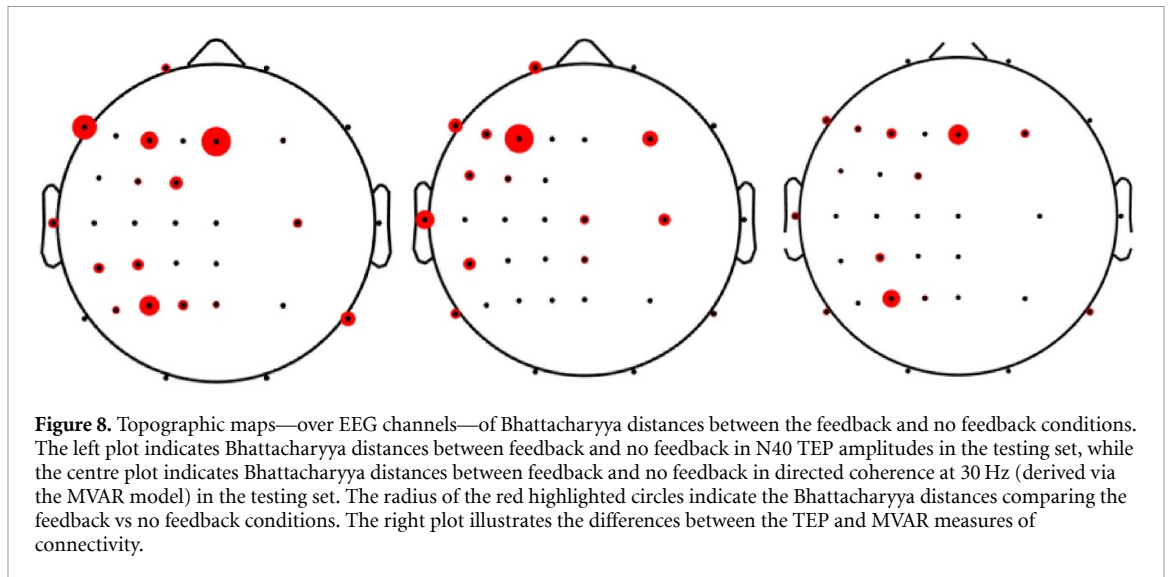 Figure 8. Topographic maps—over EEG channels—of Bhattacharyya distances between the feedback and no feedback conditions.
The left plot indicates Bhattacharyya distances between feedback and no feedback in N40 TEP amplitudes in the testing set, while
the centre plot indicates Bhattacharyya distances between feedback and no feedback in directed coherence at 30 Hz (derived via
the MVAR model) in the testing set. The radius of the red highlighted circles indicate the Bhattacharyya distances comparing the
feedback vs no feedback conditions. The right plot illustrates the differences between the TEP and MVAR measures of
connectivity.